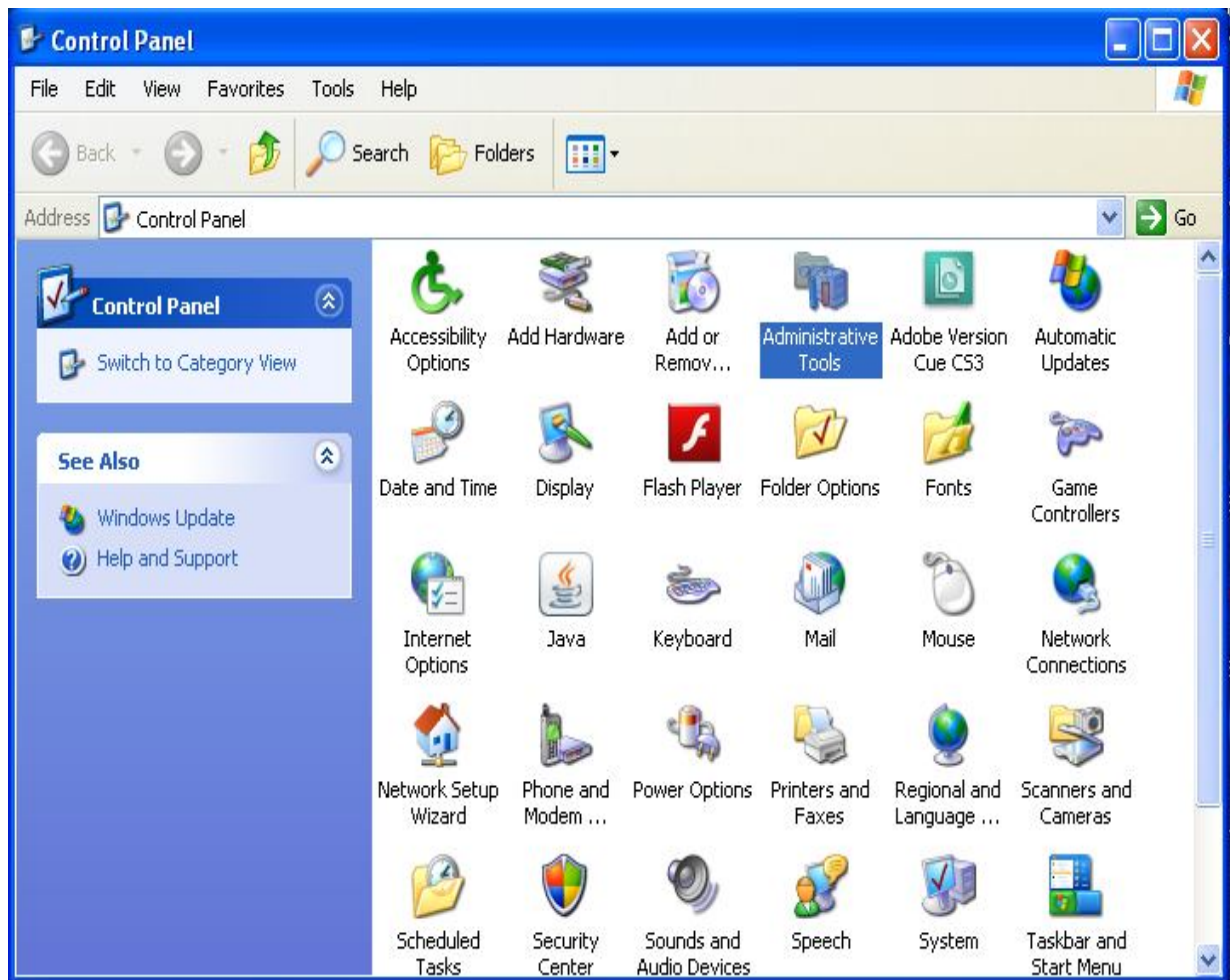 Control Panel
File Edit View Favorites Tools Help
Back Search Folders
Address Control Panel Go
Control Panel
Switch to Category View
See Also
Windows Update
Help and Support
Accessibility Options
Add Hardware
Add or Remov...
Administrative Tools
Adobe Version Cue CS3
Automatic Updates
Date and Time
Display
Flash Player
Folder Options
Fonts
Game Controllers
Internet Options
Java
Keyboard
Mail
Mouse
Network Connections
Network Setup Wizard
Phone and Modem ...
Power Options
Printers and Faxes
Regional and Language ...
Scanners and Cameras
Scheduled Tasks
Security Center
Sounds and Audio Devices
Speech
System
Taskbar and Start Menu